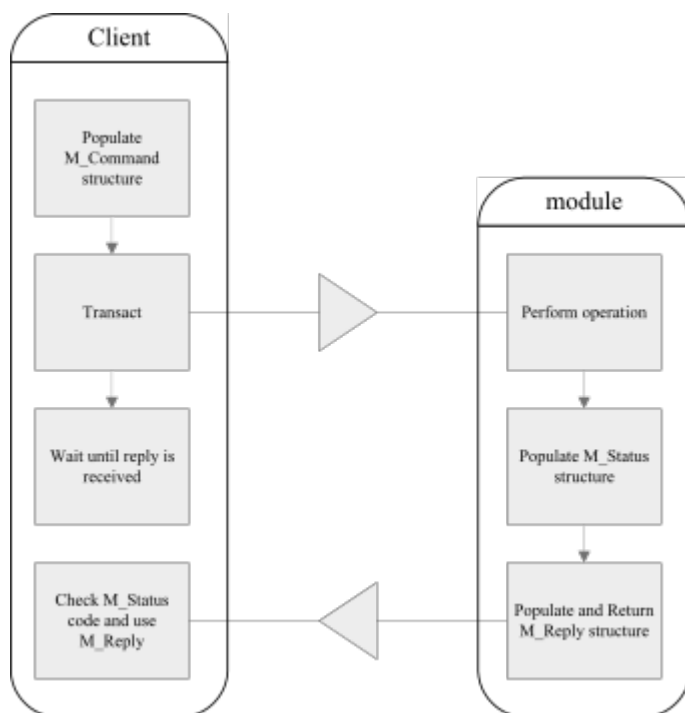 Client
Populate
M_Command
structure
Transact
Wait until reply is
received
Check M_Status
code and use
M_Reply
module
Perform operation
Populate M_Status
structure
Populate and Return
M_Reply structure